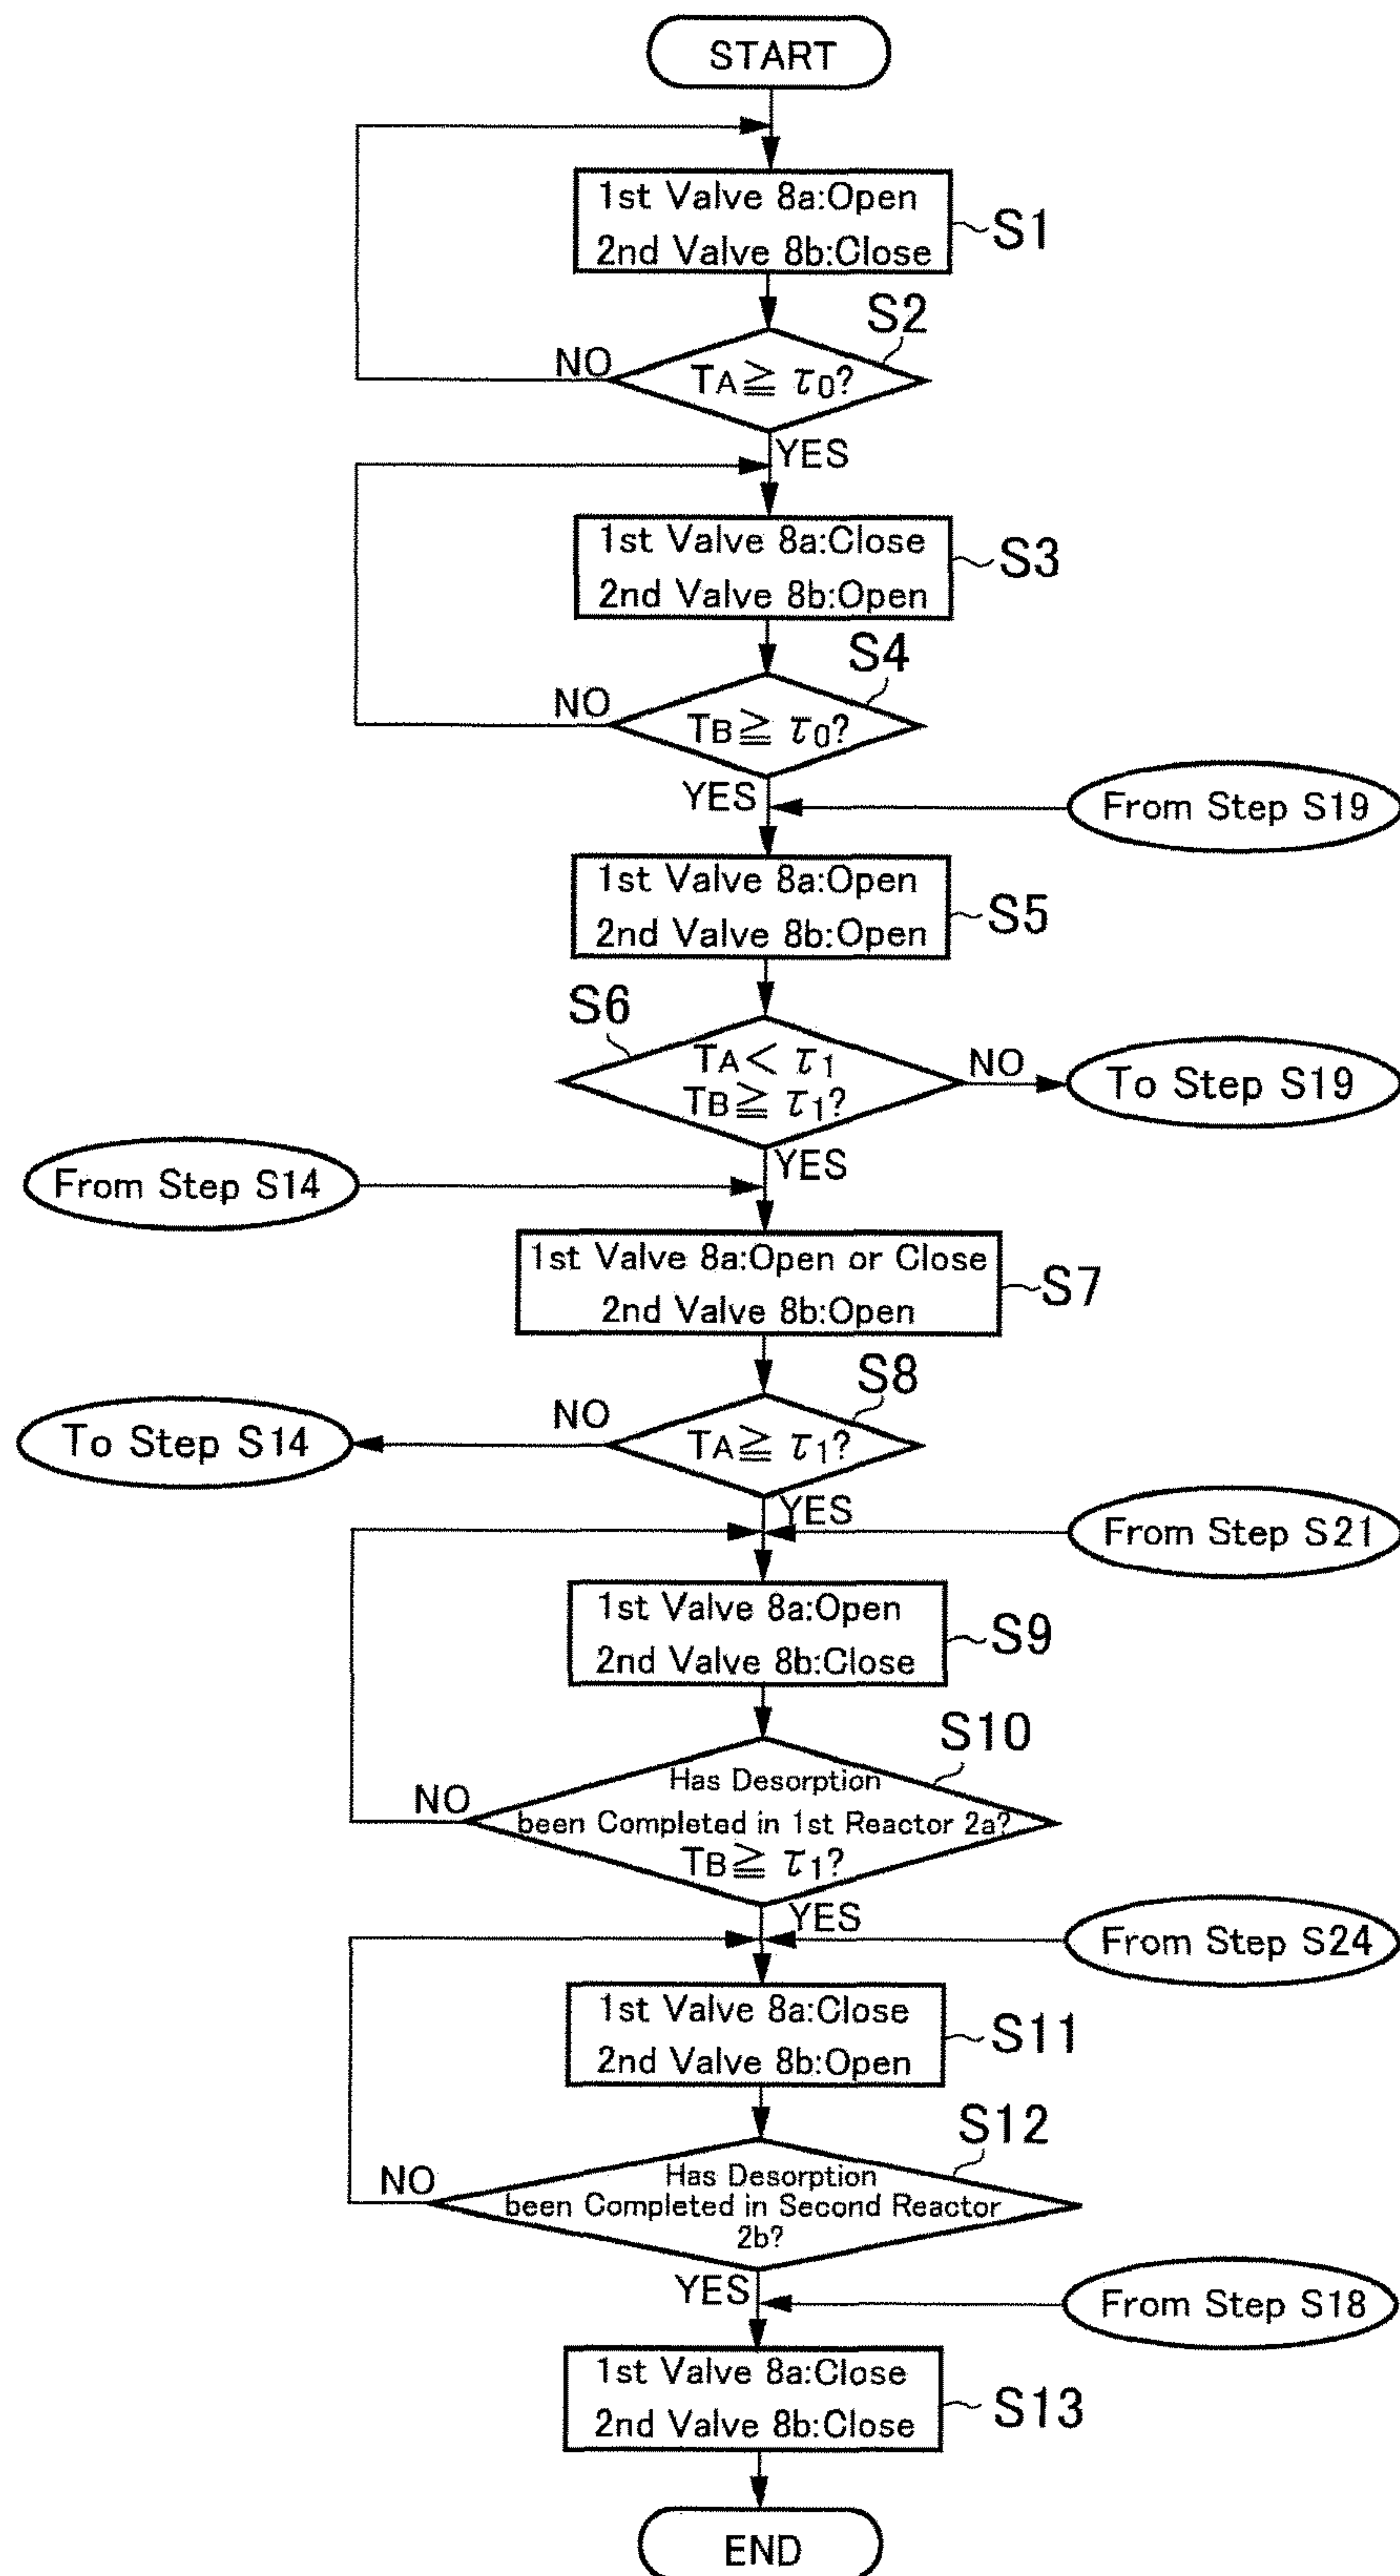 START
1st Valve 8a:Open
2nd Valve 8b:Close
S1
S2
TA≧ τ0?
NO
YES
1st Valve 8a:Close
2nd Valve 8b:Open
S3
S4
TB≧ τ0?
NO
YES
From Step S19
1st Valve 8a:Open
2nd Valve 8b:Open
S5
S6
TA< τ1
TB≧ τ1?
NO
To Step S19
YES
From Step S14
1st Valve 8a:Open or Close
2nd Valve 8b:Open
S7
S8
TA≧ τ1?
NO
To Step S14
YES
From Step S21
1st Valve 8a:Open
2nd Valve 8b:Close
S9
S10
Has Desorption
been Completed in 1st Reactor 2a?
TB≧ τ1?
NO
YES
From Step S24
1st Valve 8a:Close
2nd Valve 8b:Open
S11
S12
Has Desorption
been Completed in Second Reactor
2b?
NO
YES
From Step S18
1st Valve 8a:Close
2nd Valve 8b:Close
S13
END